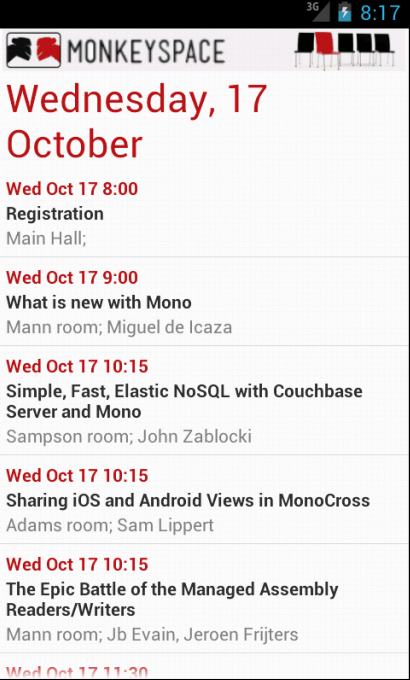 3G 8:17
MONKEYSPACE
Wednesday, 17
October
Wed Oct 17 8:00
Registration
Main Hall;
Wed Oct 17 9:00
What is new with Mono
Mann room; Miguel de Icaza
Wed Oct 17 10:15
Simple, Fast, Elastic NoSQL with Couchbase
Server and Mono
Sampson room; John Zablocki
Wed Oct 17 10:15
Sharing iOS and Android Views in MonoCross
Adams room; Sam Lippert
Wed Oct 17 10:15
The Epic Battle of the Managed Assembly
Readers/Writers
Mann room; Jb Evain, Jeroen Frijters
Wed Oct 17 11:30